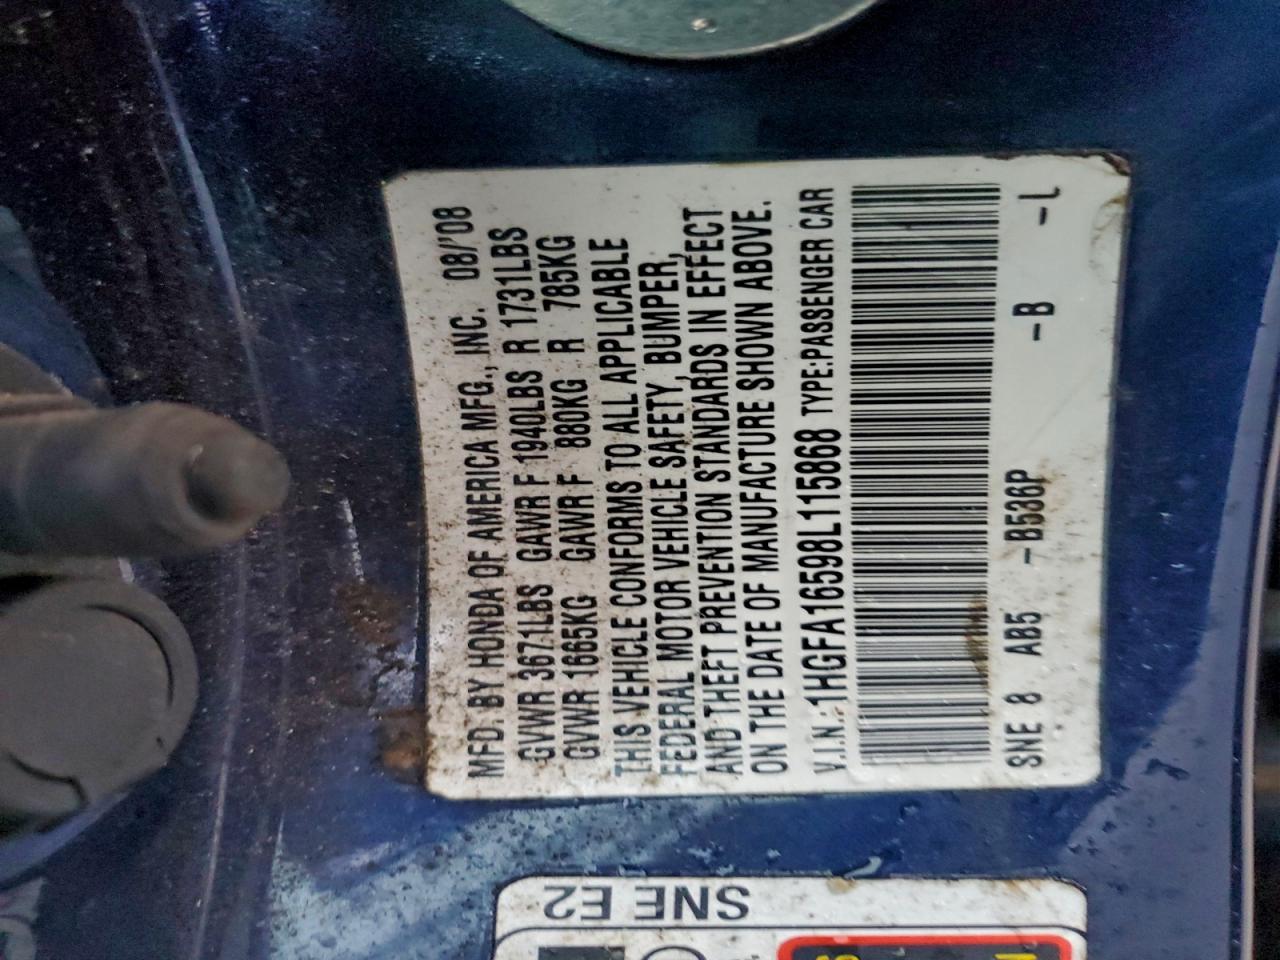 MFD. BY HONDA OF AMERICA MFG., INC. 08/'08
GVWR 3671LBS GAWR F 1940LBS R 1731LBS
GVWR 1665KG GAWR F 880KG R 785KG
THIS VEHICLE CONFORMS TO ALL APPLICABLE
FEDERAL MOTOR VEHICLE SAFETY, BUMPER,
AND THEFT PREVENTION STANDARDS IN EFFECT
ON THE DATE OF MANUFACTURE SHOWN ABOVE.
V.I.N.: 1HGFA16598L115868 TYPE:PASSENGER CAR
SNE 8 AB5 -B536P -B -L
SNE E2